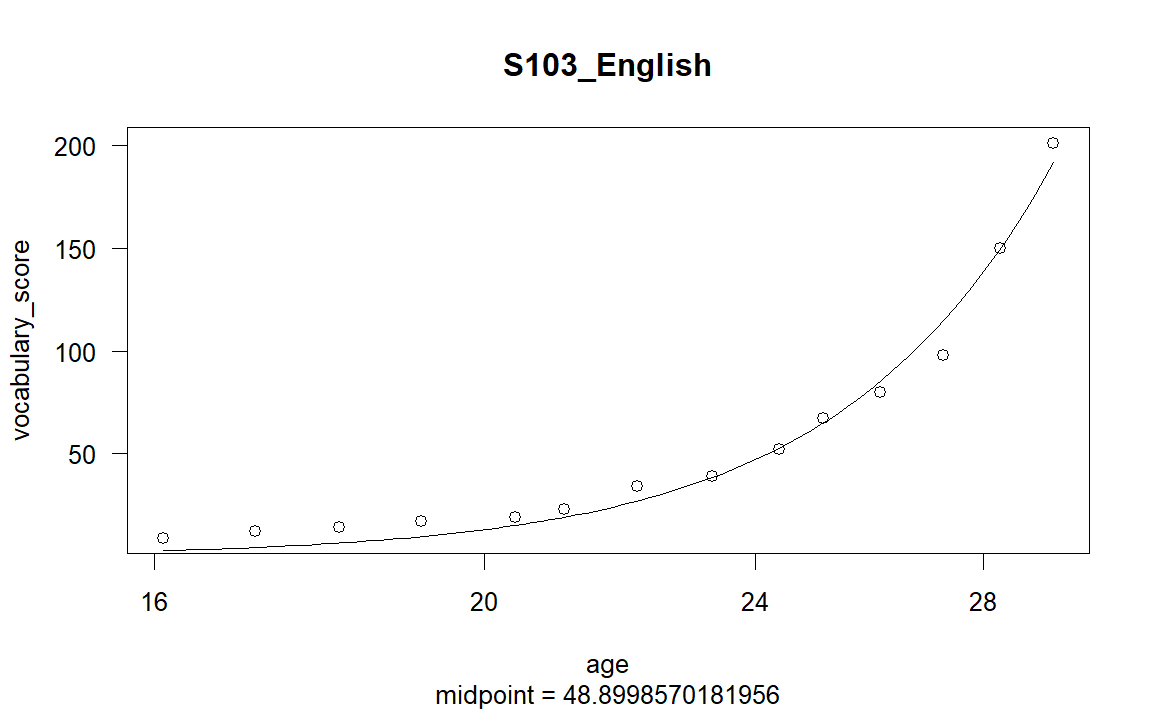 S103_English
200
150
100
50
vocabulary_score
16 20 24 28
age
midpoint = 48.8998570181956